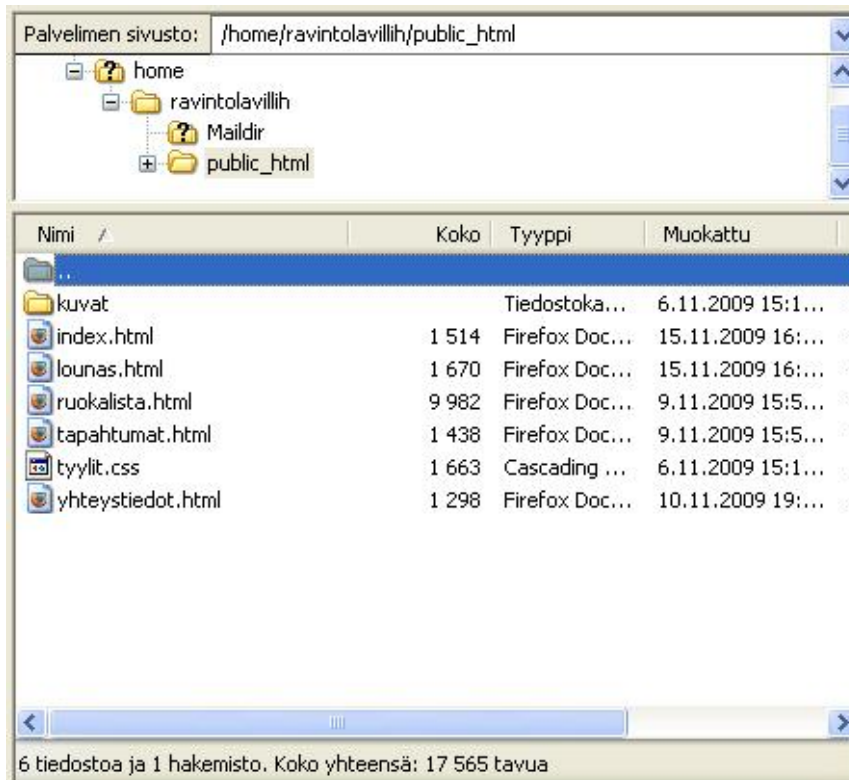 Palvelimen sivusto: /home/ravintolavillih/public_html
home
ravintolavillih
Maildir
public_html
Nimi Koko Tyyppi Muokattu
..
kuvat Tiedostoka... 6.11.2009 15:1...
index.html 1 514 Firefox Doc... 15.11.2009 16:...
lounas.html 1 670 Firefox Doc... 15.11.2009 16:...
ruokalista.html 9 982 Firefox Doc... 9.11.2009 15:5...
tapahtumat.html 1 438 Firefox Doc... 9.11.2009 15:5...
tyylit.css 1 663 Cascading ... 6.11.2009 15:1...
yhteystiedot.html 1 298 Firefox Doc... 10.11.2009 19:...
6 tiedostoa ja 1 hakemisto. Koko yhteensä: 17 565 tavua